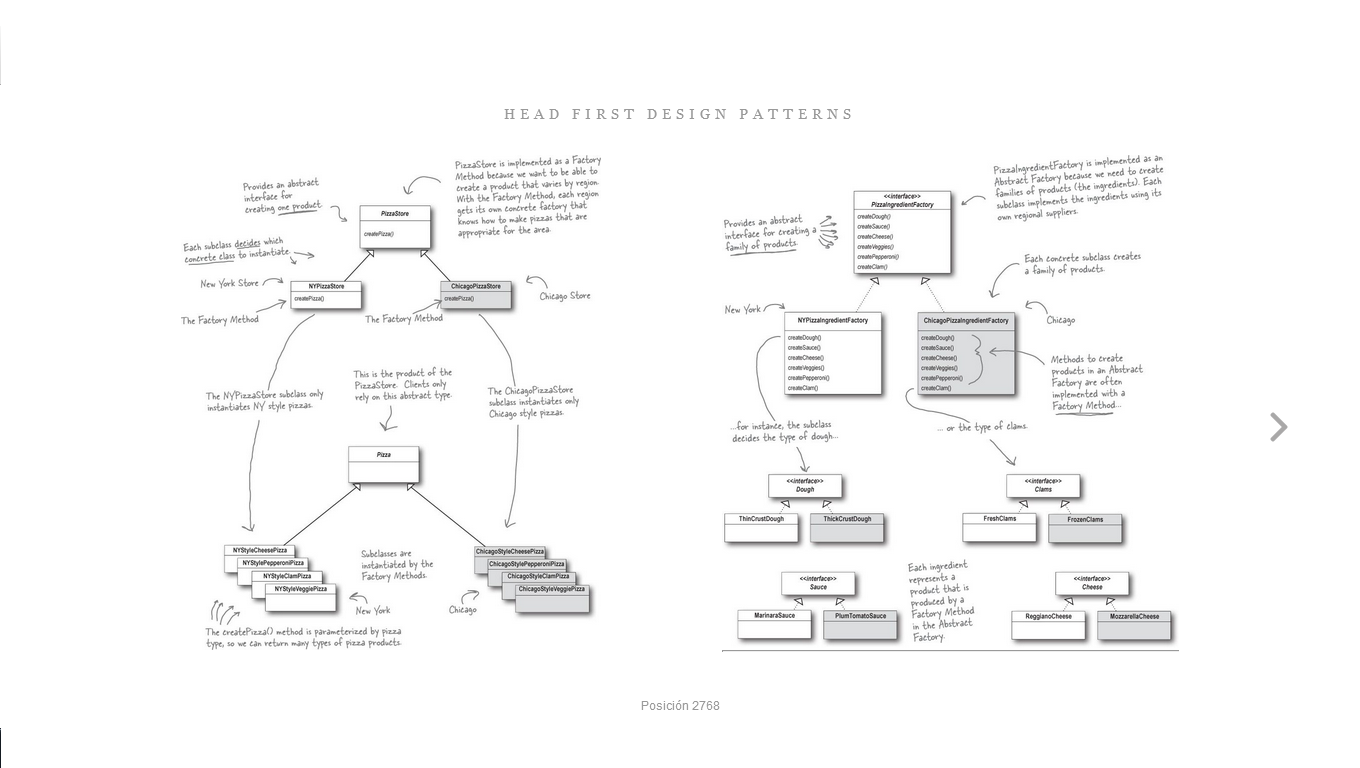 HEAD FIRST DESIGN PATTERNS
Provides an abstract
interface for
creating one product.
PizzaStore is implemented as a Factory
Method because we want to be able to
create a product that varies by region.
With the Factory Method, each region
gets its own concrete factory that
knows how to make pizzas that are
appropriate for the area.
PizzaStore
createPizza()
Each subclass decides which
concrete class to instantiate.
New York Store
NYPizzaStore
createPizza()
ChicagoPizzaStore
createPizza()
Chicago Store
The Factory Method
The Factory Method
The NYPizzaStore subclass only
instantiates NY style pizzas.
This is the product of the
PizzaStore. Clients only
rely on this abstract type.
The ChicagoPizzaStore
subclass instantiates only
Chicago style pizzas.
Pizza
NYStyleCheesePizza
NYStylePepperoniPizza
NYStyleClamPizza
NYStyleVeggiePizza
Subclasses are
instantiated by the
Factory Methods.
ChicagoStyleCheesePizza
ChicagoStylePepperoniPizza
ChicagoStyleClamPizza
ChicagoStyleVeggiePizza
New York
Chicago
The createPizza() method is parameterized by pizza
type, so we can return many types of pizza products.
PizzaIngredientFactory is implemented as an
Abstract Factory because we need to create
families of products (the ingredients). Each
subclass implements the ingredients using its
own regional suppliers.
Provides an abstract
interface for creating a
family of products.
<<interface>>
PizzaIngredientFactory
createDough()
createSauce()
createCheese()
createVeggies()
createPepperoni()
createClam()
Each concrete subclass creates
a family of products.
New York
NYPizzaIngredientFactory
createDough()
createSauce()
createCheese()
createVeggies()
createPepperoni()
createClam()
ChicagoPizzaIngredientFactory
createDough()
createSauce()
createCheese()
createVeggies()
createPepperoni()
createClam()
Chicago
Methods to create
products in an Abstract
Factory are often
implemented with a
Factory Method...
...for instance, the subclass
decides the type of dough...
... or the type of clams.
<<interface>>
Dough
ThinCrustDough
ThickCrustDough
<<interface>>
Clams
FreshClams
FrozenClams
<<interface>>
Sauce
MarinaraSauce
PlumTomatoSauce
Each ingredient
represents a
product that is
produced by a
Factory Method
in the Abstract
Factory.
<<interface>>
Cheese
ReggianoCheese
MozzarellaCheese
Posición 2768